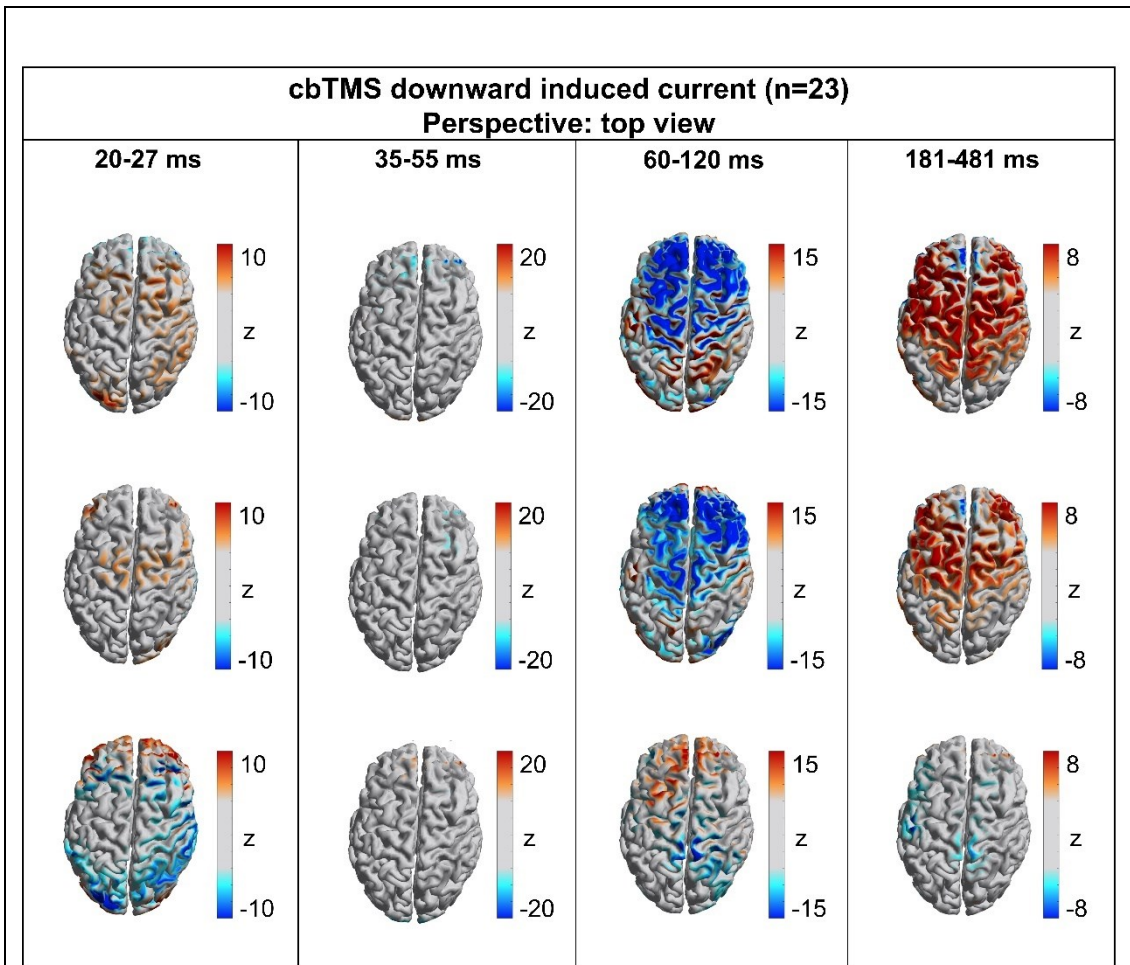 cbTMS downward induced current (n=23)
Perspective: top view
20-27 ms 35-55 ms 60-120 ms 181-481 ms
10 20 15 8
z z z z
-10 -20 -15 -8
10 20 15 8
z z z z
-10 -20 -15 -8
10 20 15 8
z z z z
-10 -20 -15 -8